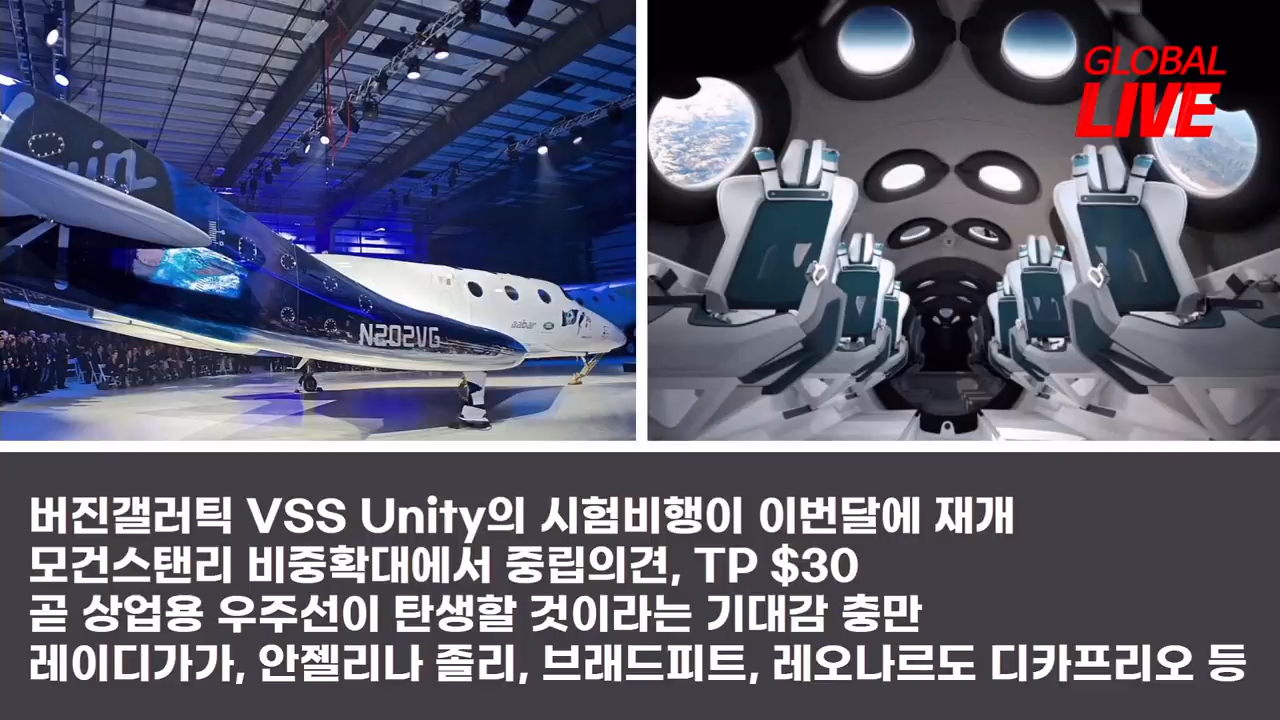 GLOBAL
LIVE
N202VG
aabar
버진갤러틱 VSS Unity의 시험비행이 이번달에 재개
모건스탠리 비중확대에서 중립의견, TP $30
곧 상업용 우주선이 탄생할 것이라는 기대감 충만
레이디가가, 안젤리나 졸리, 브래드피트, 레오나르도 디카프리오 등